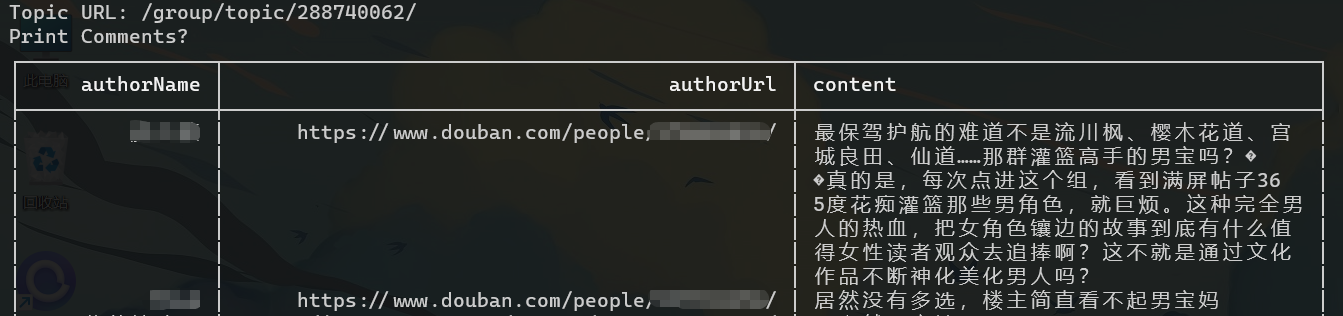 Topic URL: /group/topic/288740062/
Print Comments?
此电脑
authorName authorUrl content
https://www.douban.com/people/ / 最保驾护航的难道不是流川枫、樱木花道、宫
城良田、仙道……那群灌篮高手的男宝吗？�
�真的是，每次点进这个组，看到满屏帖子36
回收站
5度花痴灌篮那些男角色，就巨烦。这种完全男
人的热血，把女角色镶边的故事到底有什么值
得女性读者观众去追捧啊？这不就是通过文化
作品不断神化美化男人吗？
https://www.douban.com/people/ / 居然没有多选，楼主简直看不起男宝妈